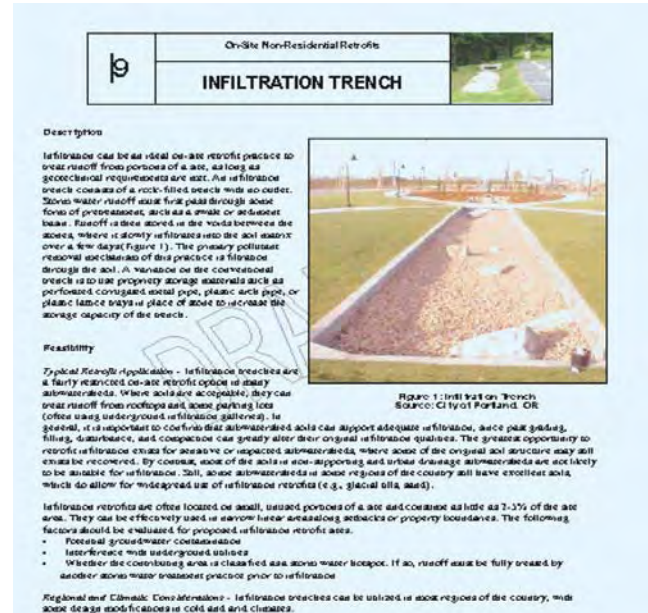 On-Site Non-Residential Retrofits
19
INFILTRATION TRENCH
Description
Infiltration can be an ideal on-site retrofit practice to
treat runoff from portions of a site, as long as
geotechnical requirements are met. An infiltration
trench consists of a rock-filled trench with no outlet.
Storm water runoff must first pass through some
form of pretreatment, such as a swale or sediment
basin. Runoff is then stored in the voids between the
stones, where it slowly infiltrates into the soil matrix
over a few days (Figure 1). The primary pollutant
removal mechanism of this practice is filtration
through the soil. A variation on the conventional
trench is to use propriety storage materials such as
perforated corrugated metal pipe, plastic arch pipe, or
plastic lattice trays in place of stone to increase the
storage capacity of the trench.
Feasibility
Typical Retrofit Application - Infiltration trenches are
a fairly restricted on-site retrofit option in many
subwatersheds. Where soils are acceptable, they can
treat runoff from rooftops and some parking lots
(often using underground infiltration galleries). In
general, it is important to confirm that subwatershed soils can support adequate infiltration, since past grading,
filling, disturbance, and compaction can greatly alter their original infiltration qualities. The greatest opportunity to
retrofit infiltration exists for sensitive or impacted subwatersheds, where some of the original soil structure may still
exist to be recovered. By contrast, most of the soils in non-supporting and urban drainage subwatersheds are not likely
to be suitable for infiltration. Still, some subwatersheds in some regions of the country still have excellent soils,
which do allow for widespread use of infiltration retrofits (e.g., glacial tills, sand).
Figure 1: Infiltration Trench
Source: City of Portland, OR
Infiltration retrofits are often located on small, unused portions of a site and consume as little as 2-3% of the site
area. They can be effectively used in narrow linear areas along setbacks or property boundaries. The following
factors should be evaluated for proposed infiltration retrofit sites.
• Potential groundwater contamination
• Interference with underground utilities
• Whether the contributing area is classified as a storm water hotspot. If so, runoff must be fully treated by
another storm water treatment practice prior to infiltration
Regional and Climatic Considerations - Infiltration trenches can be utilized in most regions of the country, with
some design modifications in cold and arid climates.